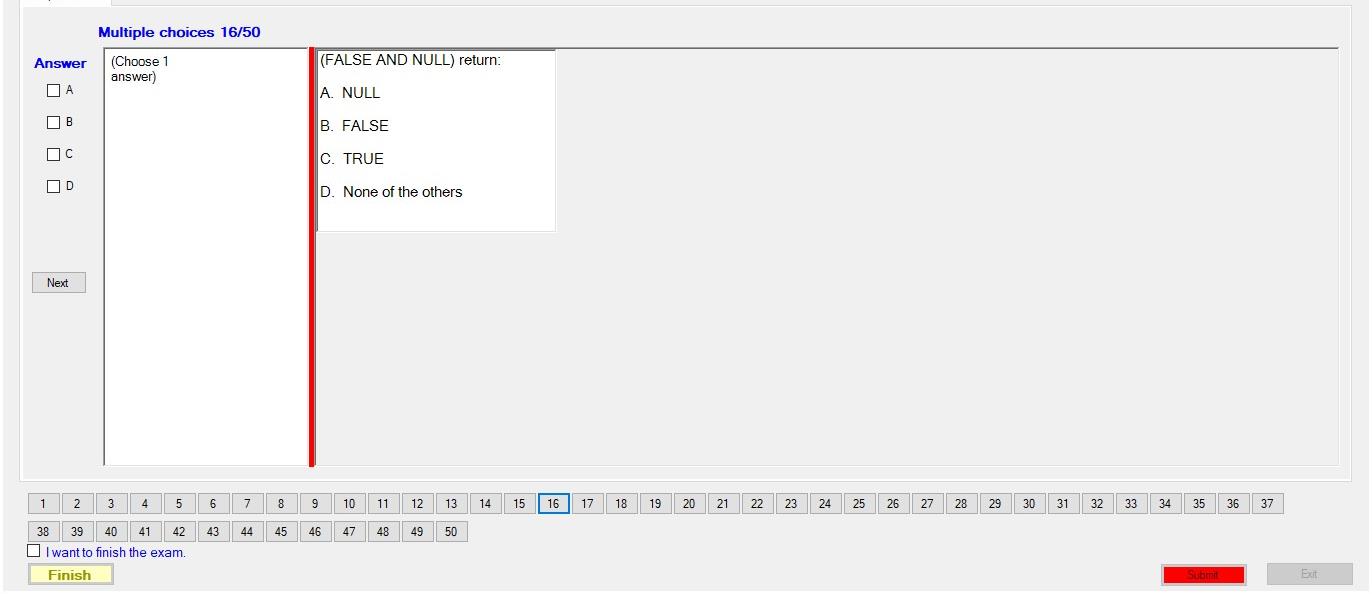 Multiple choices 16/50
Answer
A
B
C
D
Next
(Choose 1
answer)
(FALSE AND NULL) return:
A. NULL
B. FALSE
C. TRUE
D. None of the others
1 2 3 4 5 6 7 8 9 10 11 12 13 14 15 16 17 18 19 20 21 22 23 24 25 26 27 28 29 30 31 32 33 34 35 36 37
38 39 40 41 42 43 44 45 46 47 48 49 50
I want to finish the exam.
Finish
Submit
Exit